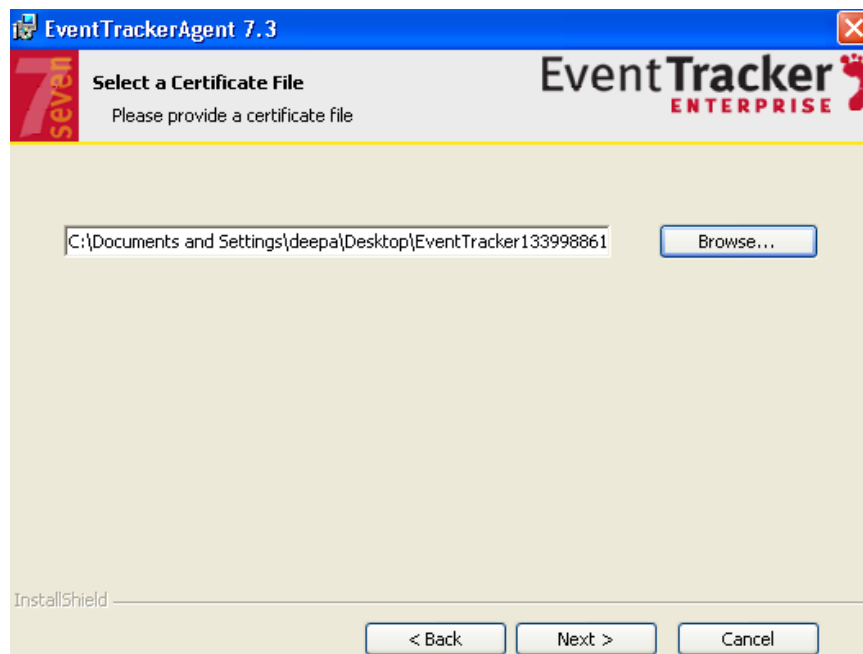 EventTrackerAgent 7.3
7 seven
Select a Certificate File
Please provide a certificate file
EventTracker
ENTERPRISE
C:\Documents and Settings\deepa\Desktop\EventTracker133998861
Browse...
InstallShield
< Back
Next >
Cancel